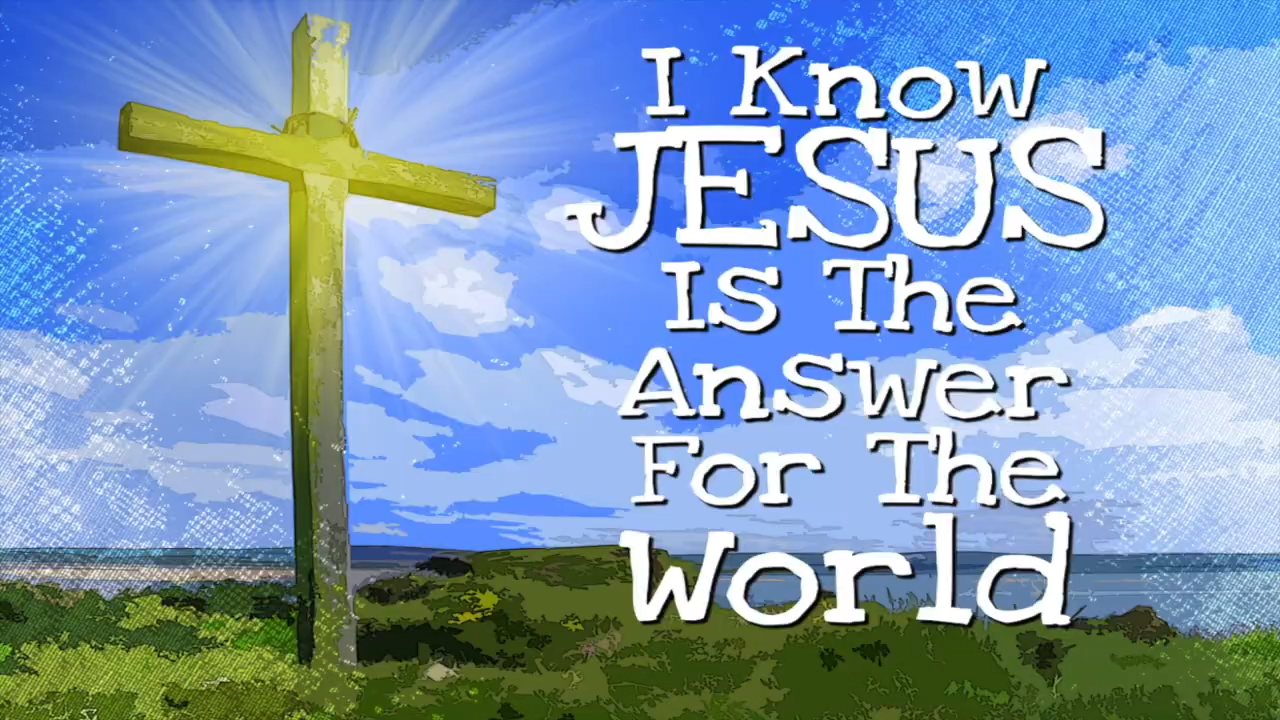 I Know
JESUS
Is The
Answer
For The
World